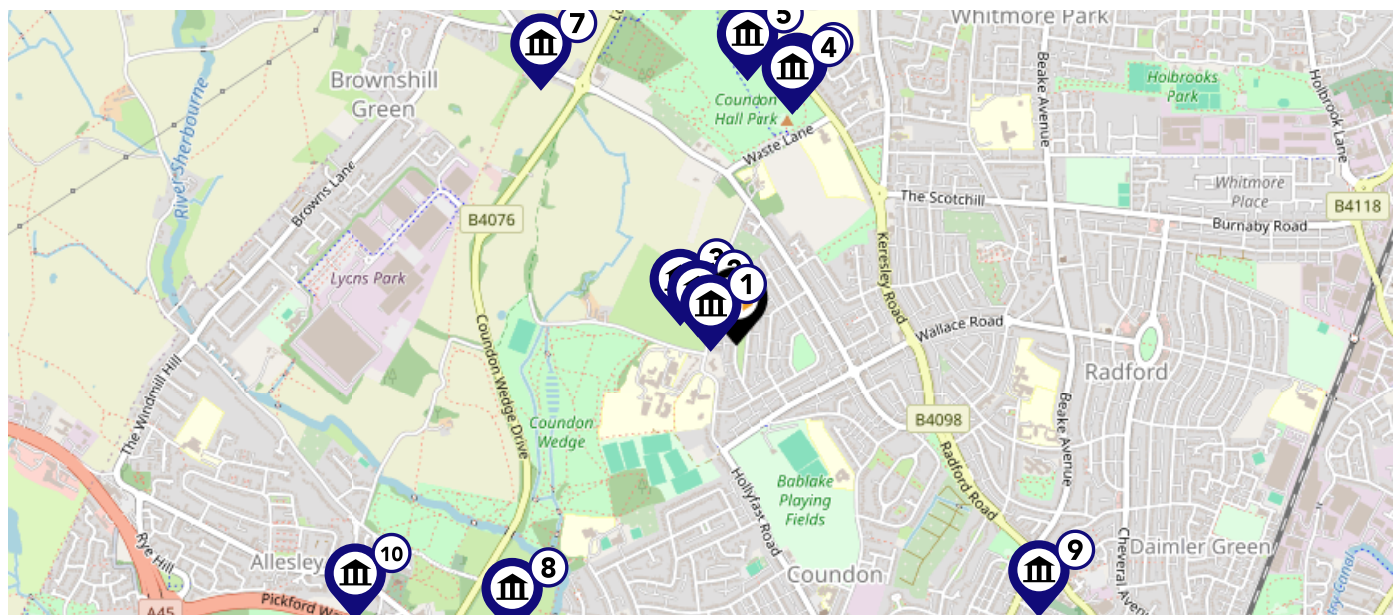 Whitmore Park
7
5
4
Brownshill
Green
Holbrooks
Park
Coundon
Hall Park
Beake Avenue
Holbrook Lane
River Sherbourne
Waste Lane
Browns Lane
The Scotchill
Whitmore
Place
B4118
B4076
Burnaby Road
Lyons Park
3
2
1
Keresley Road
Wallace Road
Coundon Wedge Drive
Radford
The Windmill Hill
B4098
Beake Avenue
Coundon
Wedge
Radford Road
Hollyfast Road
Bablake
Playing
Fields
Rye Hill
Allesley
10
8
9
Coundon
Daimler Green
Cheveral Avenue
Canal
A45
Pickford